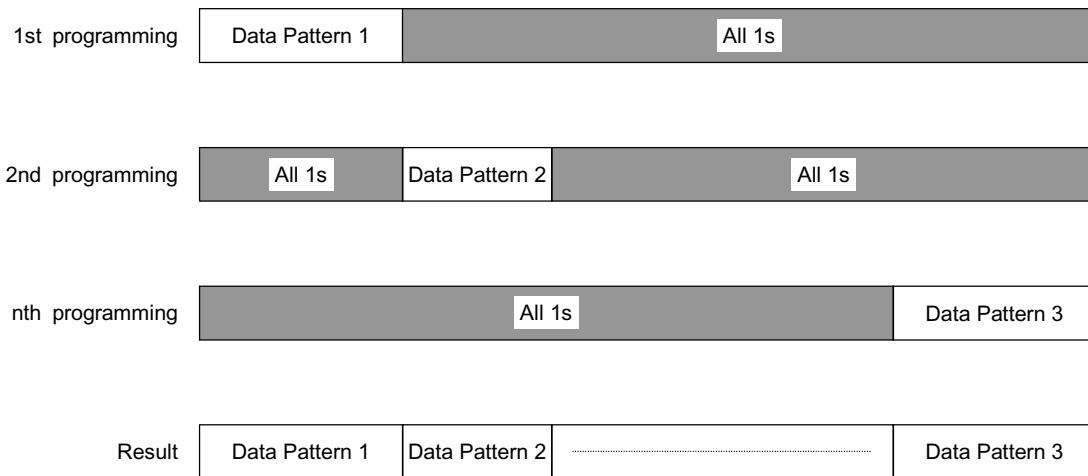 1st programming Data Pattern 1 All 1s
2nd programming All 1s Data Pattern 2 All 1s
nth programming All 1s Data Pattern 3
Result Data Pattern 1 Data Pattern 2 Data Pattern 3